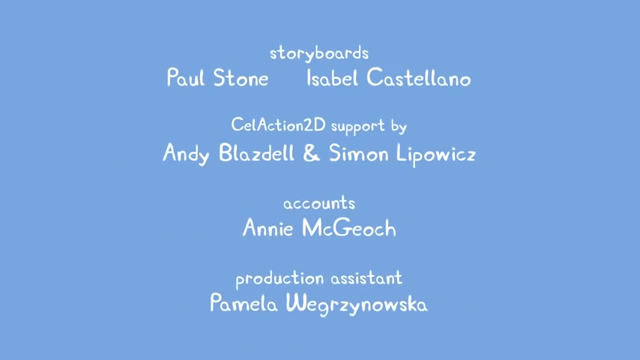 storyboards
Paul Stone Isabel Castellano
CelAction2D support by
Andy Blazdell & Simon Lipowicz
accounts
Annie McGeoch
production assistant
Pamela Wegrzynowska